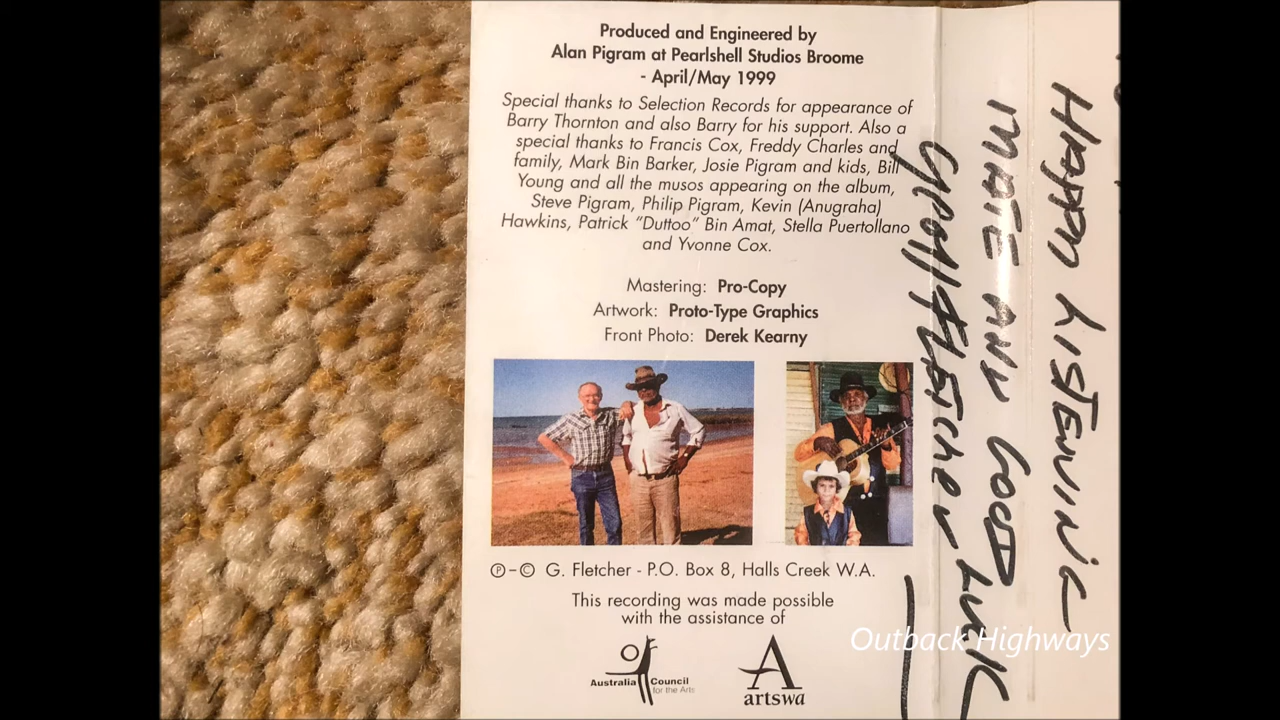 Produced and Engineered by
Alan Pigram at Pearlshell Studios Broome
- April/May 1999
Special thanks to Selection Records for appearance of
Barry Thornton and also Barry for his support. Also a
special thanks to Francis Cox, Freddy Charles and
family, Mark Bin Barker, Josie Pigram and kids, Bill
Young and all the musos appearing on the album,
Steve Pigram, Philip Pigram, Kevin (Anugraha)
Hawkins, Patrick “Duttoo” Bin Amat, Stella Puertollano
and Yvonne Cox.
Mastering: Pro-Copy
Artwork: Proto-Type Graphics
Front Photo: Derek Kearny
Ⓟ–© G. Fletcher - P.O. Box 8, Halls Creek W.A.
This recording was made possible
with the assistance of
Australia Council
for the Arts
artswa
HAPPY LISTENING
MATE AND GOOD LUCK
Outback Highways